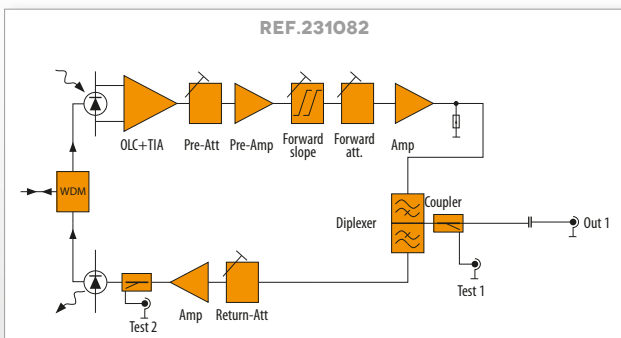 REF.231082
OLC+TIA
Pre-Att
Pre-Amp
Forward
slope
Forward
att.
Amp
WDM
Diplexer
Coupler
Out 1
Test 1
Test 2
Amp
Return-Att